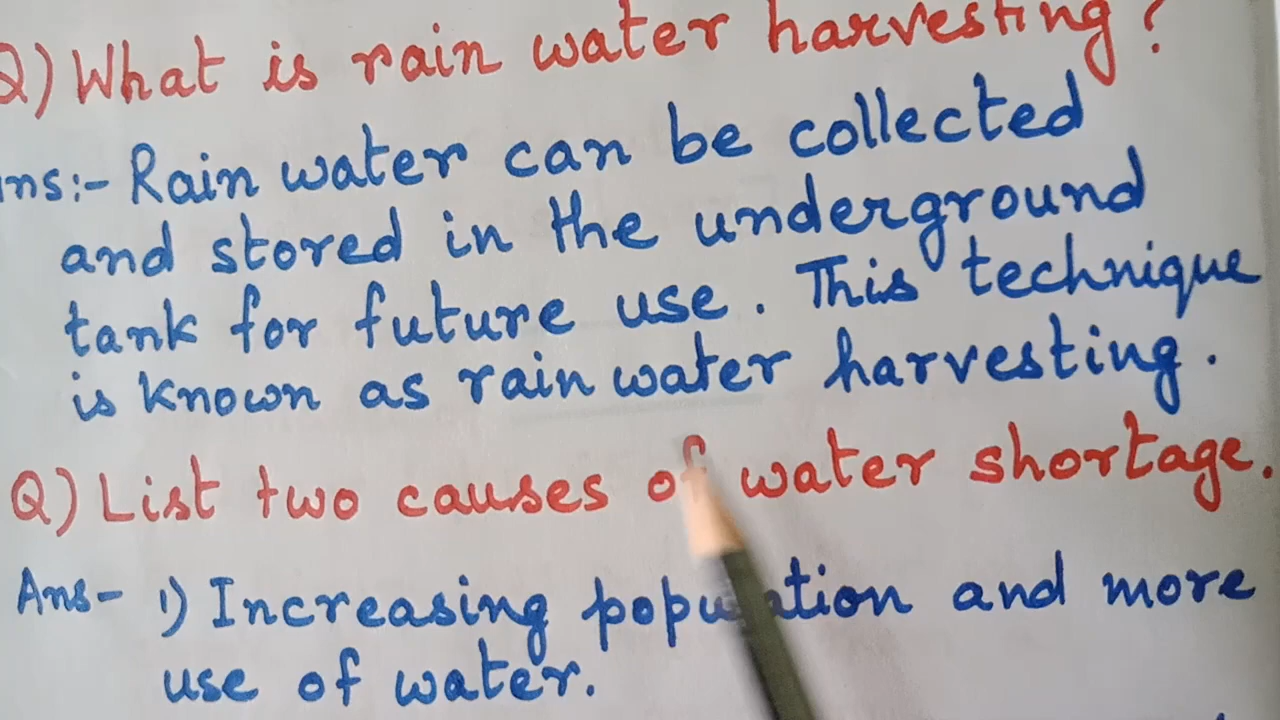 Q) What is rain water harvesting?
Ans:- Rain water can be collected
and stored in the underground
tank for future use. This technique
is known as rain water harvesting.
Q) List two causes of water shortage.
Ans- 1) Increasing population and more
use of water.